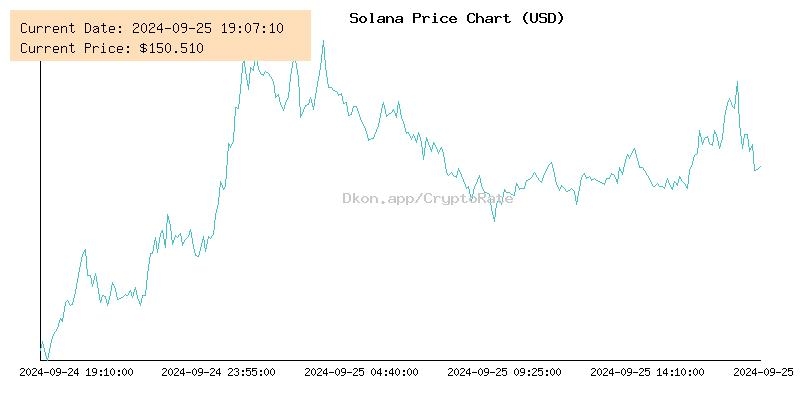 Solana Price Chart (USD)
Current Date: 2024-09-25 19:07:10
Current Price: $150.510
Dkon.app/CryptoRate
2024-09-24 19:10:00
2024-09-24 23:55:00
2024-09-25 04:40:00
2024-09-25 09:25:00
2024-09-25 14:10:00
2024-09-25